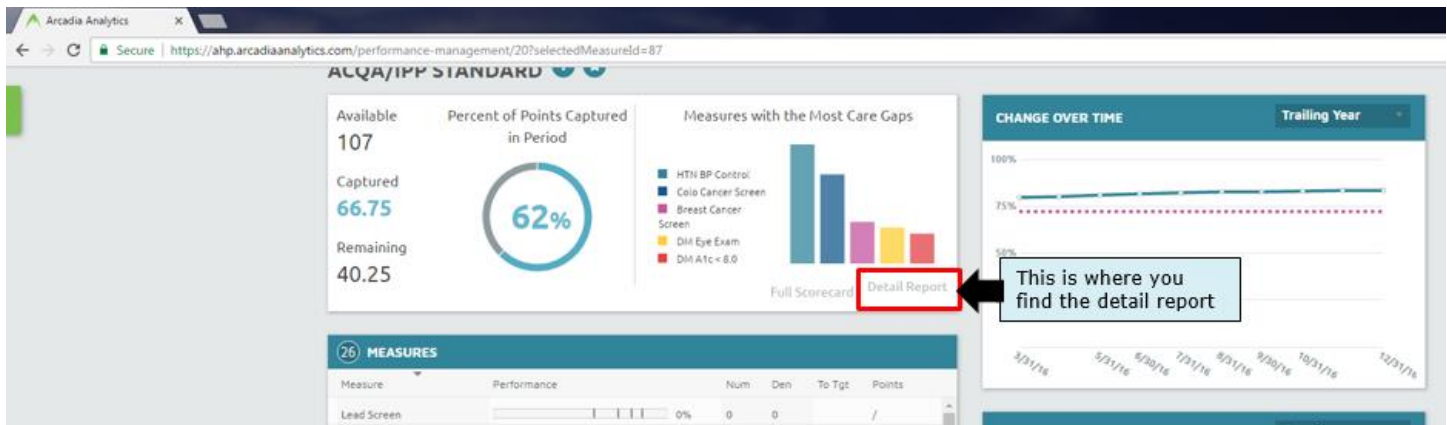 Arcadia Analytics
Secure | https://ahp.arcadiaanalytics.com/performance-management/20?selectedMeasureId=87
ACQA/IPP STANDARD
Available
107
Captured
66.75
Remaining
40.25
Percent of Points Captured
in Period
62%
Measures with the Most Care Gaps
HTN BP Control
Colo Cancer Screen
Breast Cancer
Screen
DM Eye Exam
DM A1c < 8.0
Full Scorecard
Detail Report
This is where you
find the detail report
CHANGE OVER TIME
Trailing Year
100%
75%
50%
3/31/16 5/31/16 6/30/16 7/31/16 8/31/16 9/30/16 10/31/16 12/31/16
26 MEASURES
Measure Performance Num Den To Tgt Points
Lead Screen 0% 0 0 /